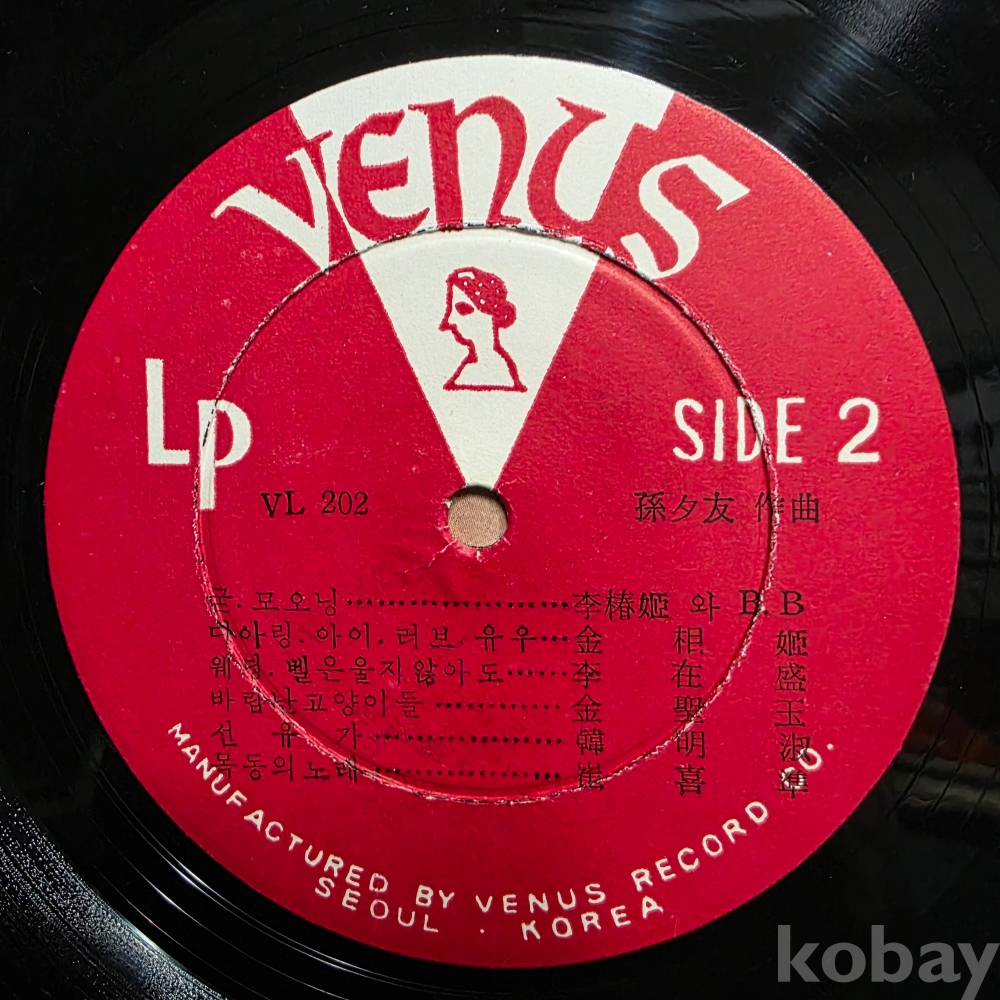 VENUS
Lp
SIDE 2
VL 202
孫夕友 作曲
굳.모오닝……………………李椿姬 와 B.B
다아링.아이.러브.유우…金相姬
웨딩.벨은울지않아도……李在盛
바람난고양이들…………金聖玉
선유가………………韓明淑
목동의노래………………崔喜準
MANUFACTURED BY VENUS RECORD CO.
SEOUL . KOREA
kobay